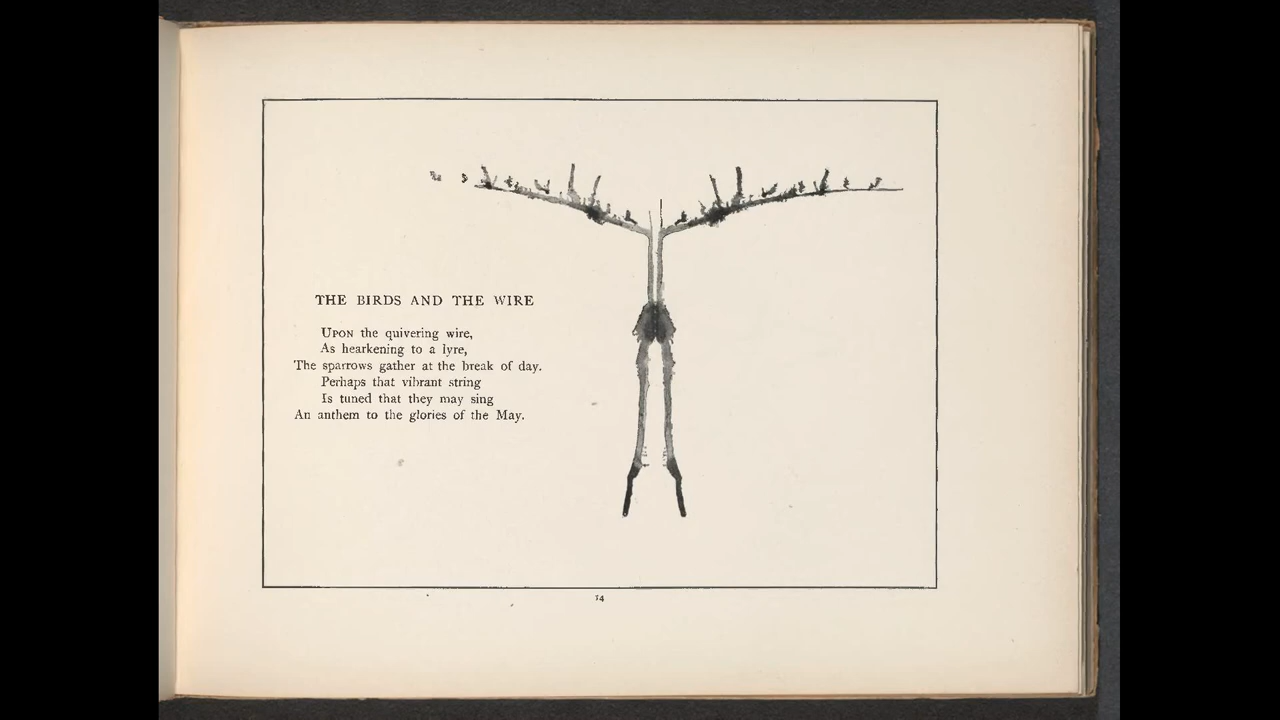 THE BIRDS AND THE WIRE
UPON the quivering wire,
As hearkening to a lyre,
The sparrows gather at the break of day.
Perhaps that vibrant string
Is tuned that they may sing
An anthem to the glories of the May.
14